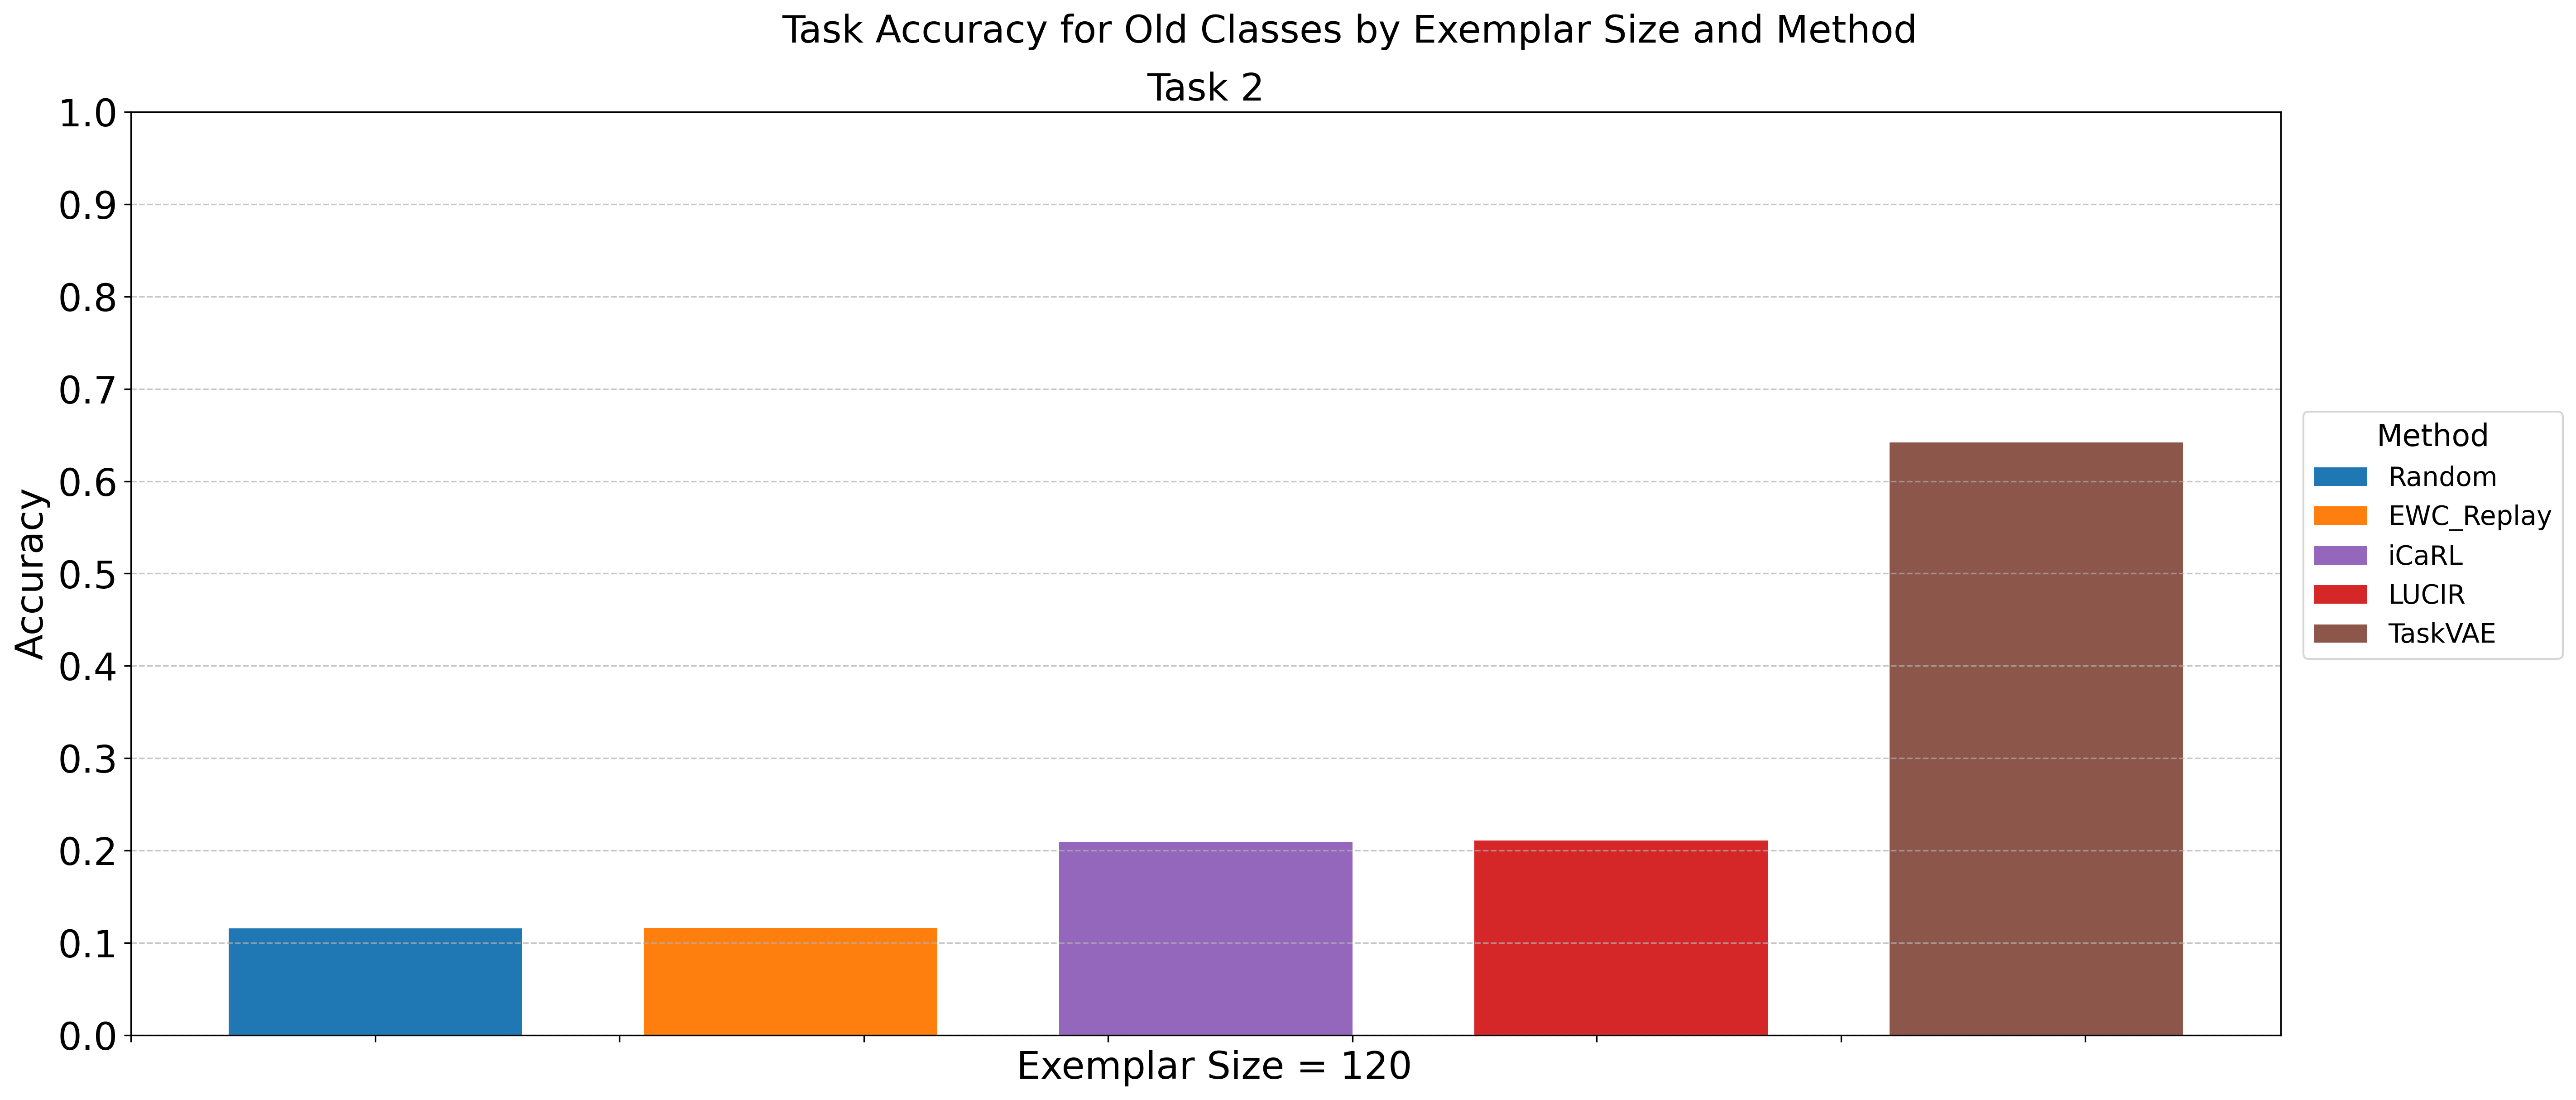 Task Accuracy for Old Classes by Exemplar Size and Method
Task 2
1.0
0.9
0.8
0.7
0.6
0.5
0.4
0.3
0.2
0.1
0.0
Accuracy
Exemplar Size = 120
Method
Random
EWC_Replay
iCaRL
LUCIR
TaskVAE